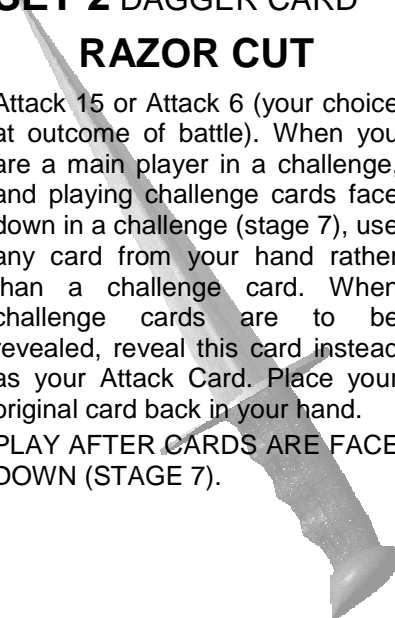 SET 2 DAGGER CARD
RAZOR CUT
Attack 15 or Attack 6 (your choice
at outcome of battle). When you
are a main player in a challenge,
and playing challenge cards face
down in a challenge (stage 7), use
any card from your hand rather
than a challenge card. When
challenge cards are to be
revealed, reveal this card instead
as your Attack Card. Place your
original card back in your hand.
PLAY AFTER CARDS ARE FACE
DOWN (STAGE 7).